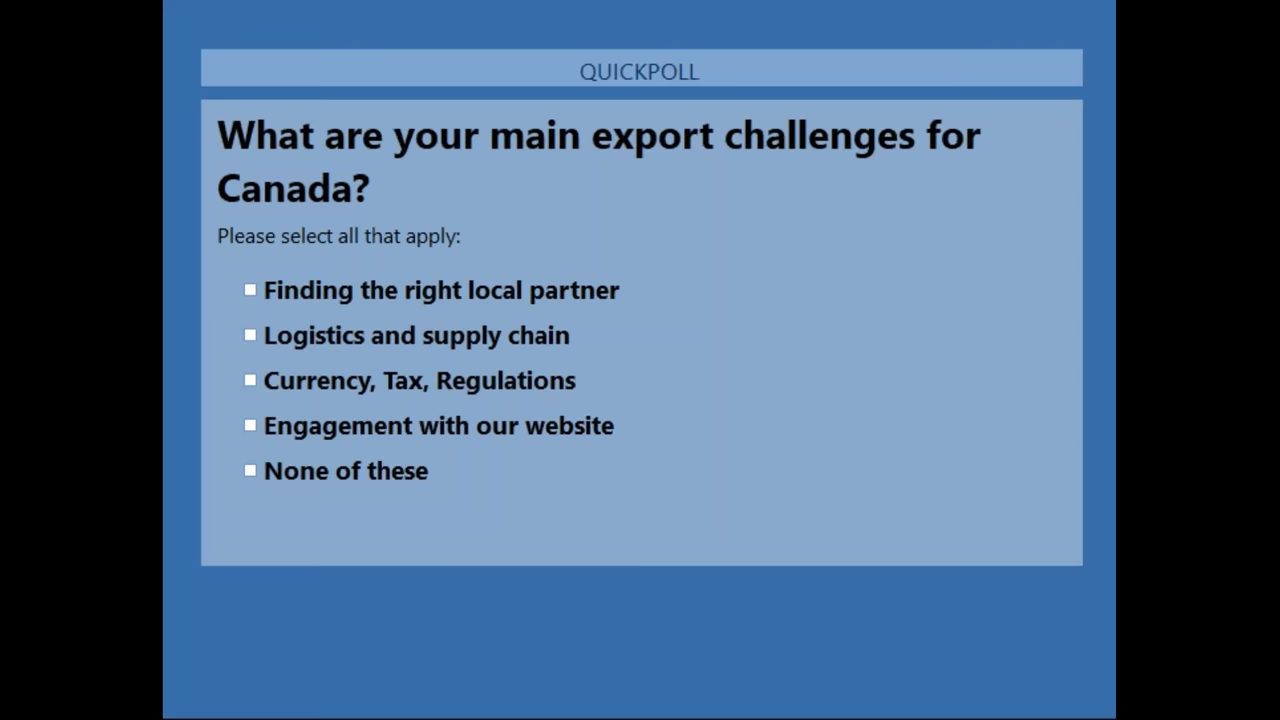 QUICKPOLL
What are your main export challenges for
Canada?
Please select all that apply:
Finding the right local partner
Logistics and supply chain
Currency, Tax, Regulations
Engagement with our website
None of these